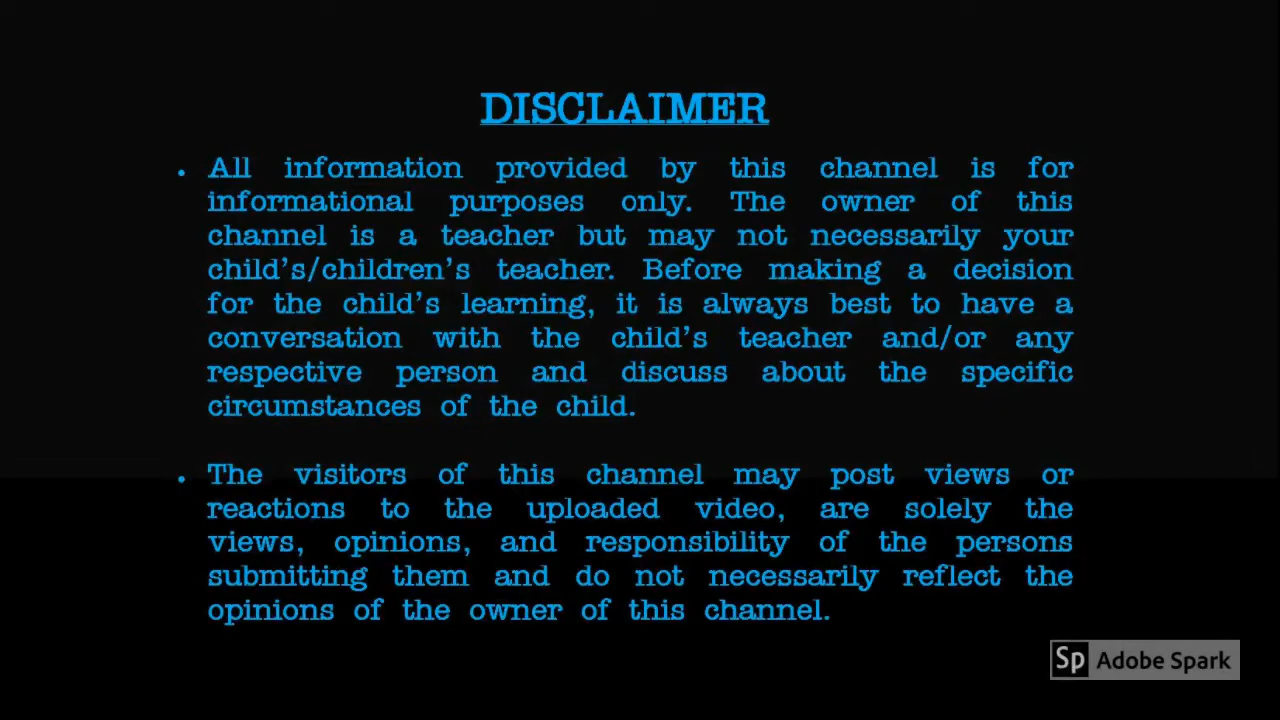 DISCLAIMER
• All information provided by this channel is for
informational purposes only. The owner of this
channel is a teacher but may not necessarily your
child's/children's teacher. Before making a decision
for the child's learning, it is always best to have a
conversation with the child's teacher and/or any
respective person and discuss about the specific
circumstances of the child.
• The visitors of this channel may post views or
reactions to the uploaded video, are solely the
views, opinions, and responsibility of the persons
submitting them and do not necessarily reflect the
opinions of the owner of this channel.
Sp Adobe Spark